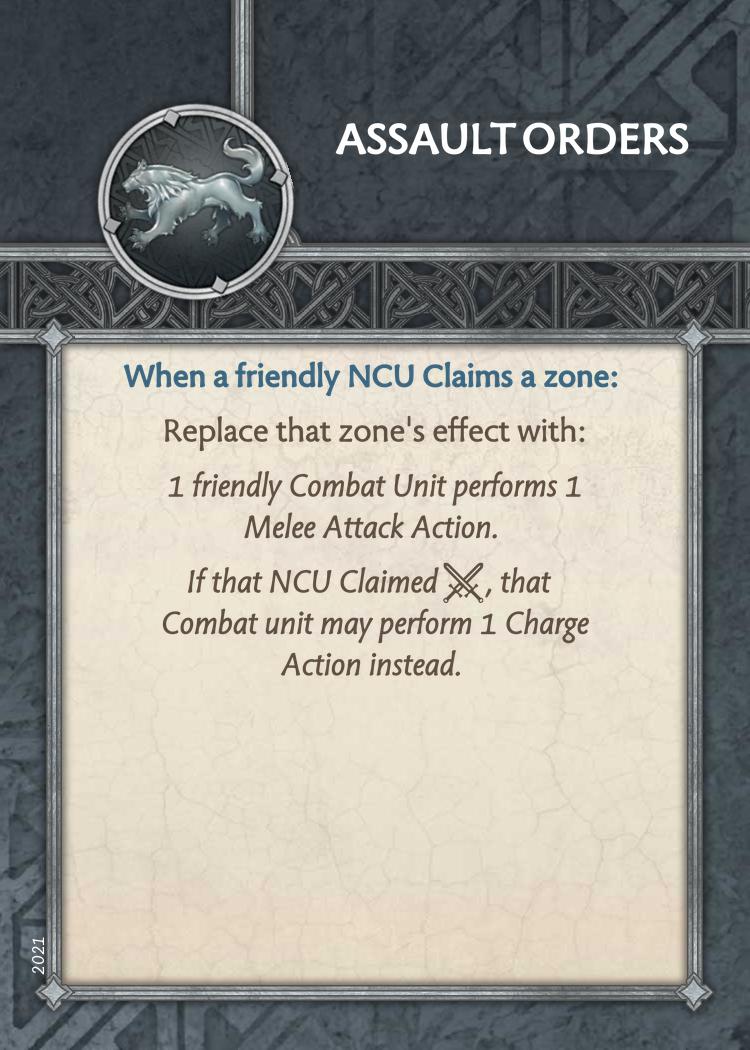 ASSAULT ORDERS
When a friendly NCU Claims a zone:
Replace that zone's effect with:
1 friendly Combat Unit performs 1
Melee Attack Action.
If that NCU Claimed , that
Combat unit may perform 1 Charge
Action instead.
2021